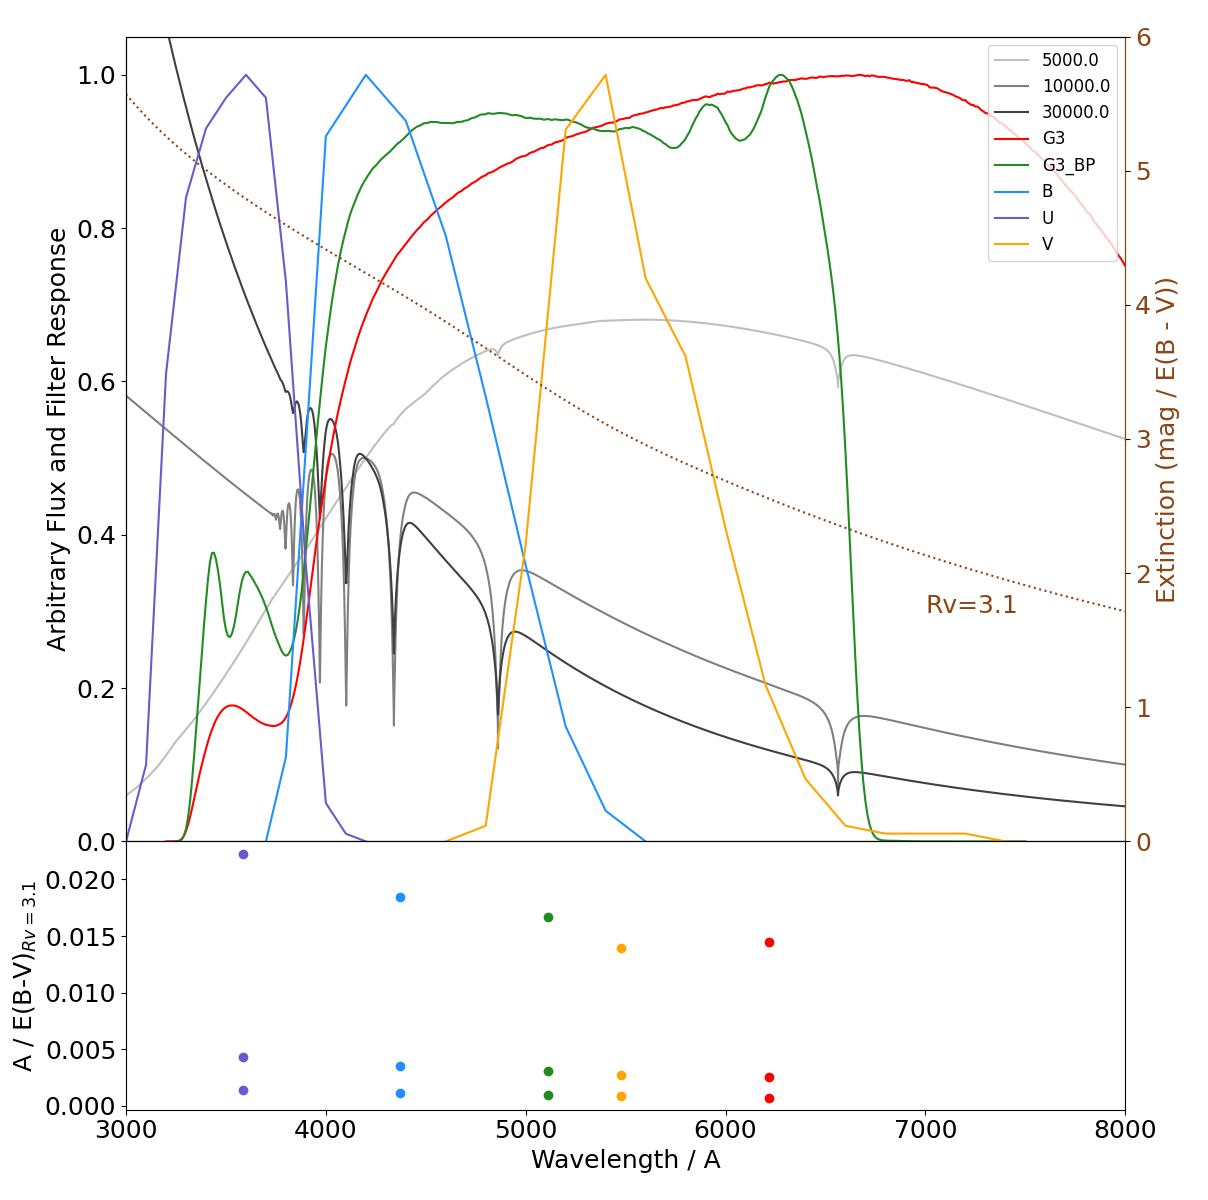 6
5000.0
10000.0
30000.0
G3
G3_BP
B
U
V
1.0
5
0.8
4
0.6
3
0.4
2
Rv=3.1
0.2
1
0.0
0
Arbitrary Flux and Filter Response
Extinction (mag / E(B - V))
0.020
0.015
0.010
0.005
0.000
A / E(B-V)Rv = 3.1
3000 4000 5000 6000 7000 8000
Wavelength / A